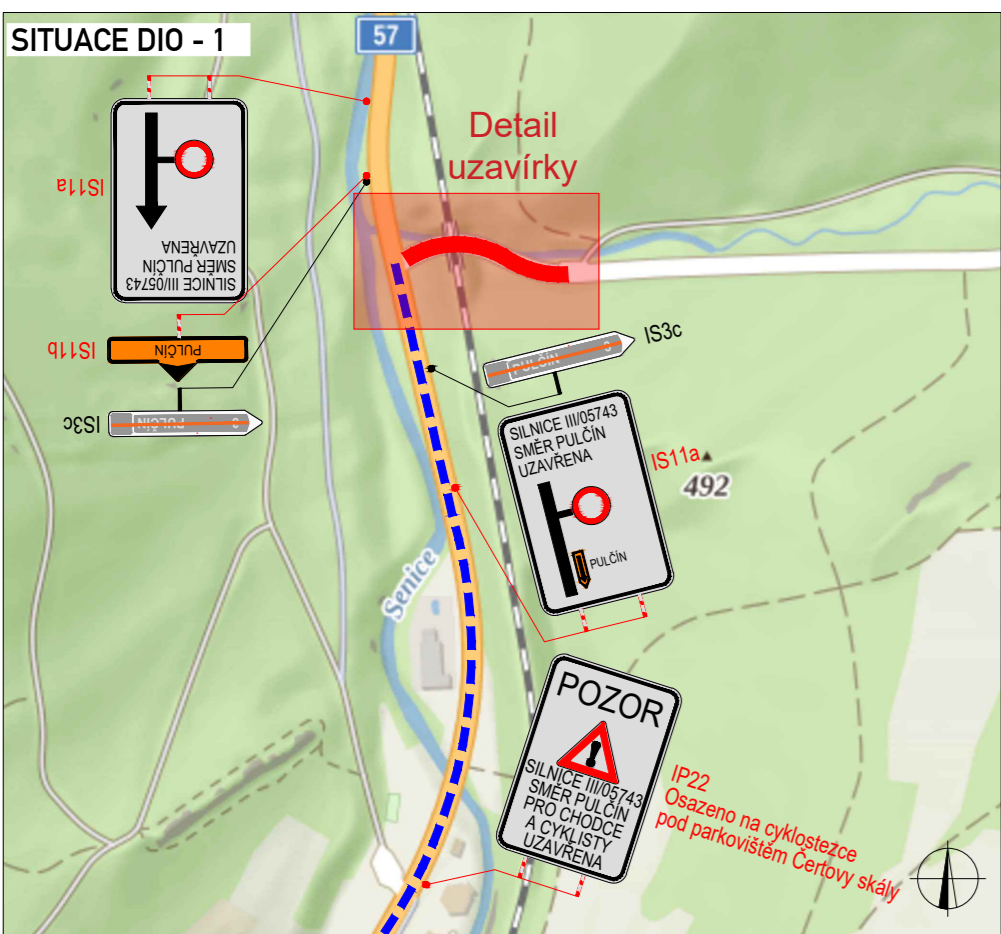 SITUACE DIO - 1
57
Detail
uzavírky
IS11a
SILNICE III/05743
SMĚR PULČÍN
UZAVŘENA
IS11b
PULČÍN
IS3c
PULČÍN 3
PULČÍN 3
IS3c
SILNICE III/05743
SMĚR PULČÍN
UZAVŘENA
PULČÍN
IS11a
492
Senice
POZOR
SILNICE III/05743
SMĚR PULČÍN
PRO CHODCE
A CYKLISTY
UZAVŘENA
IP22
Osazeno na cyklostezce
pod parkovištěm Čertovy skály